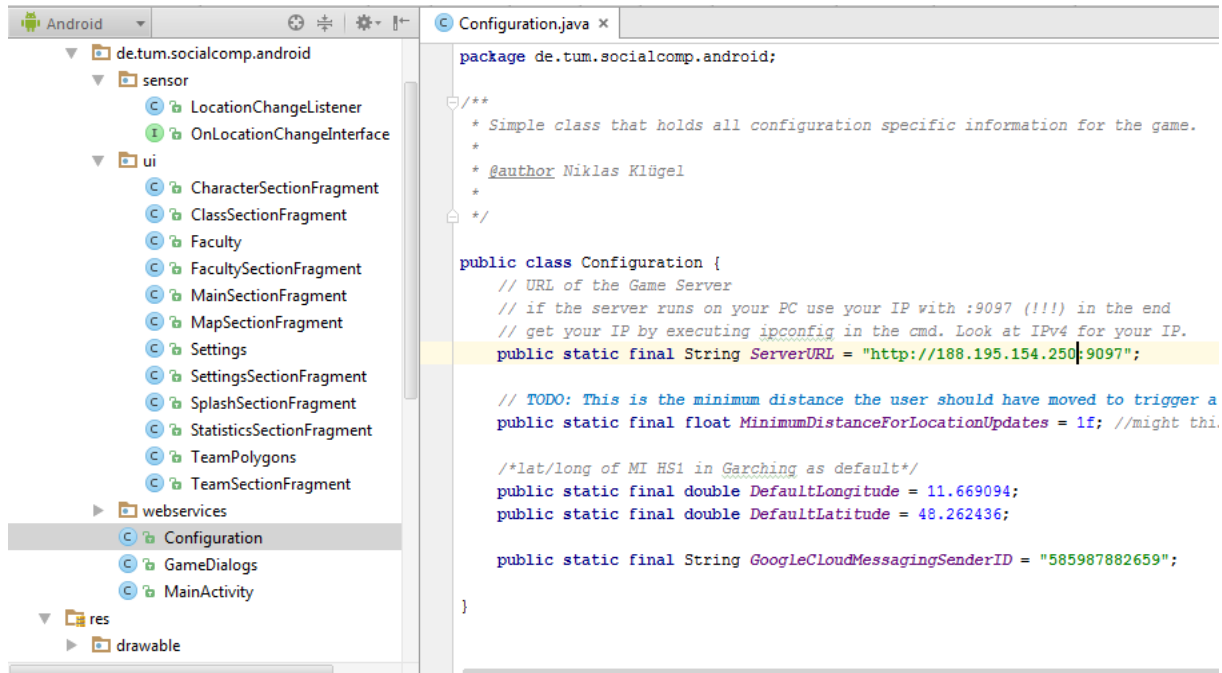 Android
de.tum.socialcomp.android
sensor
LocationChangeListener
OnLocationChangeInterface
ui
CharacterSectionFragment
ClassSectionFragment
Faculty
FacultySectionFragment
MainSectionFragment
MapSectionFragment
Settings
SettingsSectionFragment
SplashSectionFragment
StatisticsSectionFragment
TeamPolygons
TeamSectionFragment
webservices
Configuration
GameDialogs
MainActivity
res
drawable
Configuration.java
package de.tum.socialcomp.android;
/**
* Simple class that holds all configuration specific information for the game.
*
* @author Niklas Klügel
*
*/
public class Configuration {
// URL of the Game Server
// if the server runs on your PC use your IP with :9097 (!!!) in the end
// get your IP by executing ipconfig in the cmd. Look at IPv4 for your IP.
public static final String ServerURL = "http://188.195.154.250:9097";
// TODO: This is the minimum distance the user should have moved to trigger a
public static final float MinimumDistanceForLocationUpdates = 1f; //might thi
/*lat/long of MI HS1 in Garching as default*/
public static final double DefaultLongitude = 11.669094;
public static final double DefaultLatitude = 48.262436;
public static final String GoogleCloudMessagingSenderID = "585987882659";
}